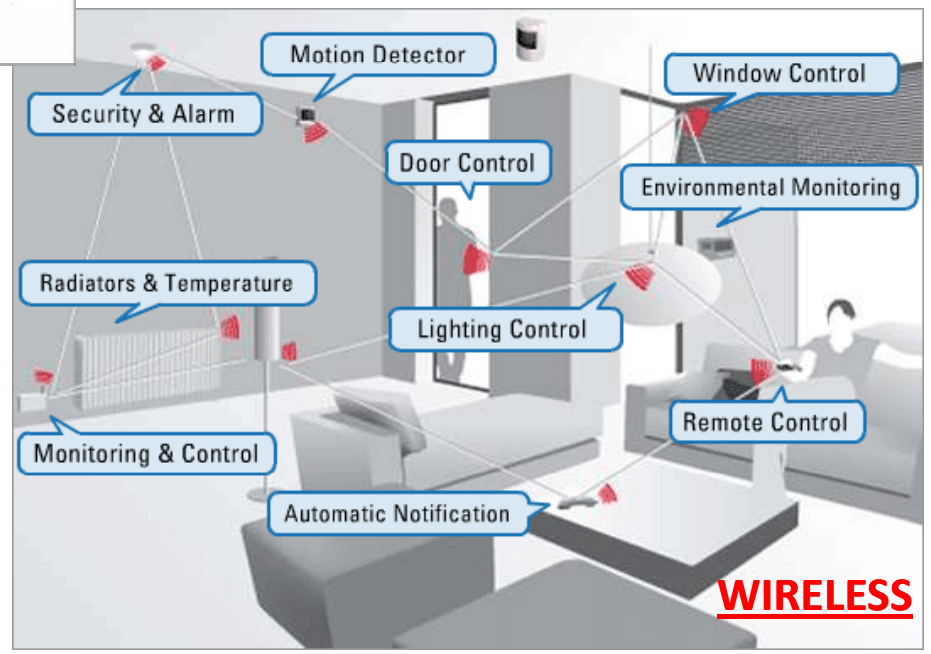 Motion Detector
Window Control
Security & Alarm
Door Control
Environmental Monitoring
Radiators & Temperature
Lighting Control
Remote Control
Monitoring & Control
Automatic Notification
WIRELESS